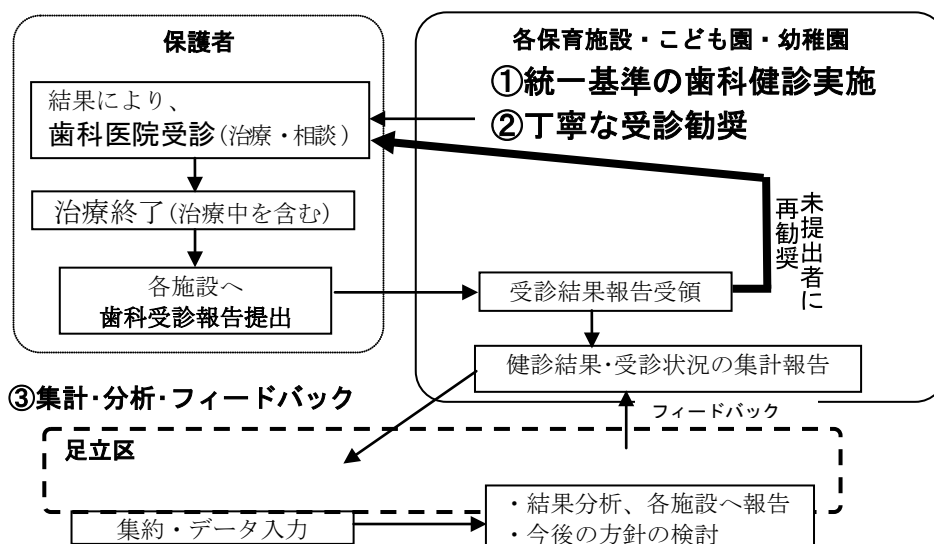 保護者
結果により、
歯科医院受診(治療・相談)
治療終了(治療中を含む)
各施設へ
歯科受診報告提出
各保育施設・こども園・幼稚園
①統一基準の歯科健診実施
②丁寧な受診勧奨
未提出者に
再勧奨
受診結果報告受領
健診結果・受診状況の集計報告
③集計・分析・フィードバック
フィードバック
足立区
集約・データ入力
・結果分析、各施設へ報告
・今後の方針の検討